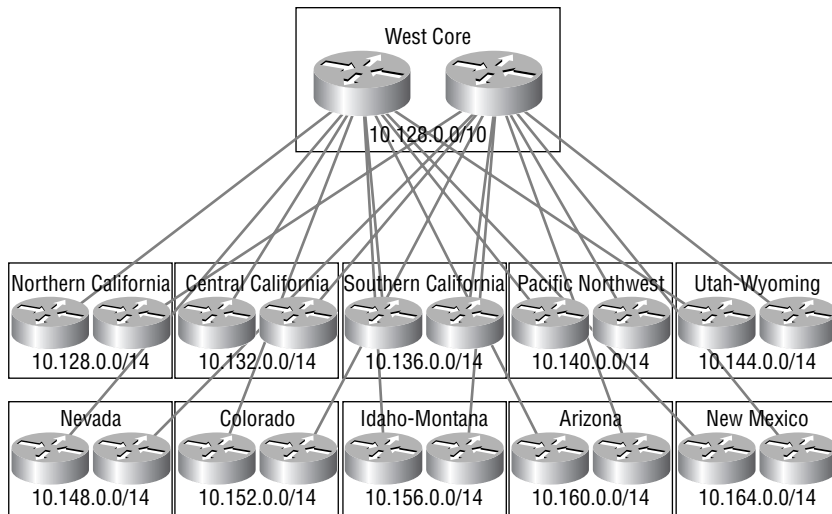 West Core
10.128.0.0/10
Northern California
Central California
Southern California
Pacific Northwest
Utah-Wyoming
10.128.0.0/14
10.132.0.0/14
10.136.0.0/14
10.140.0.0/14
10.144.0.0/14
Nevada
Colorado
Idaho-Montana
Arizona
New Mexico
10.148.0.0/14
10.152.0.0/14
10.156.0.0/14
10.160.0.0/14
10.164.0.0/14